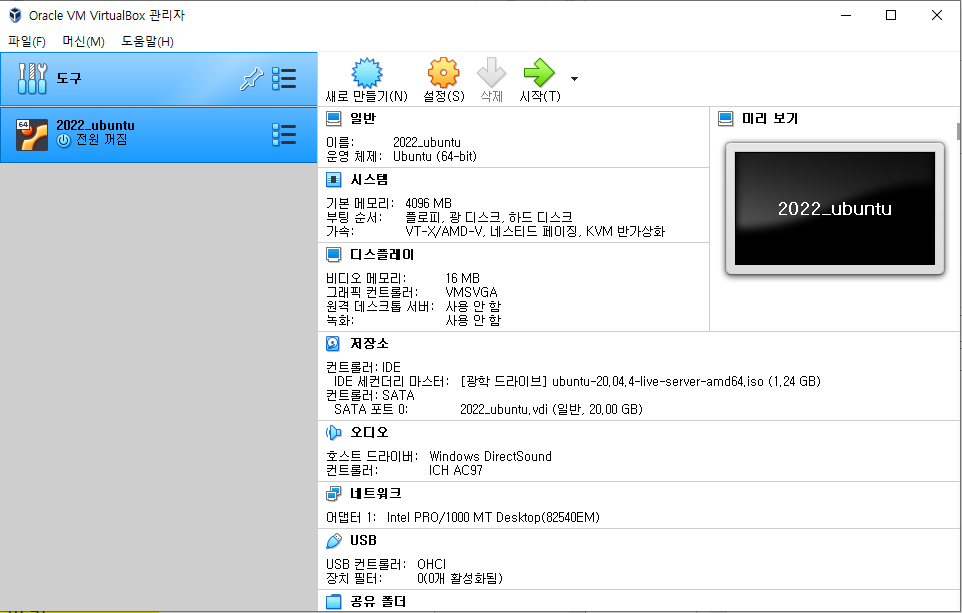 Oracle VM VirtualBox 관리자
파일(F) 머신(M) 도움말(H)
도구
새로 만들기(N) 설정(S) 삭제 시작(T)
64
2022_ubuntu
전원 꺼짐
일반
이름: 2022_ubuntu
운영 체제: Ubuntu (64-bit)
시스템
기본 메모리: 4096 MB
부팅 순서: 플로피, 광 디스크, 하드 디스크
가속: VT-X/AMD-V, 네스티드 페이징, KVM 반가상화
디스플레이
비디오 메모리: 16 MB
그래픽 컨트롤러: VMSVGA
원격 데스크톱 서버: 사용 안 함
녹화: 사용 안 함
미리 보기
2022_ubuntu
저장소
컨트롤러: IDE
IDE 세컨더리 마스터: [광학 드라이브] ubuntu-20.04.4-live-server-amd64.iso (1.24 GB)
컨트롤러: SATA
SATA 포트 0: 2022_ubuntu.vdi (일반, 20.00 GB)
오디오
호스트 드라이버: Windows DirectSound
컨트롤러: ICH AC97
네트워크
어댑터 1: Intel PRO/1000 MT Desktop(82540EM)
USB
USB 컨트롤러: OHCI
장치 필터: 0(0개 활성화됨)
공유 폴더